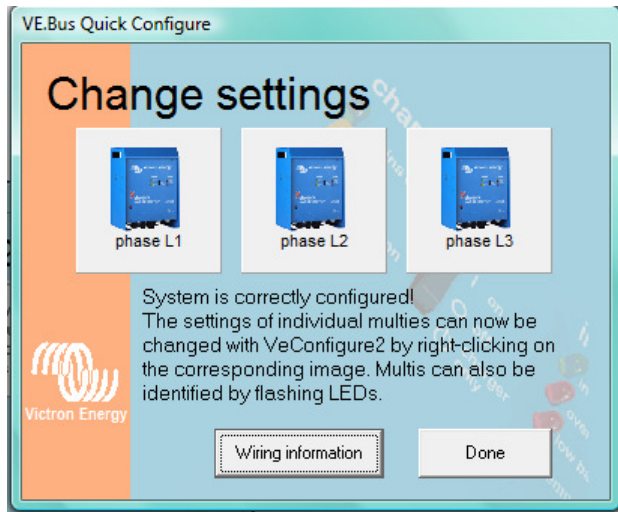 VE.Bus Quick Configure
Change settings
phase L1
phase L2
phase L3
System is correctly configured!
The settings of individual multies can now be
changed with VeConfigure2 by right-clicking on
the corresponding image. Multis can also be
identified by flashing LEDs.
Victron Energy
Wiring information
Done